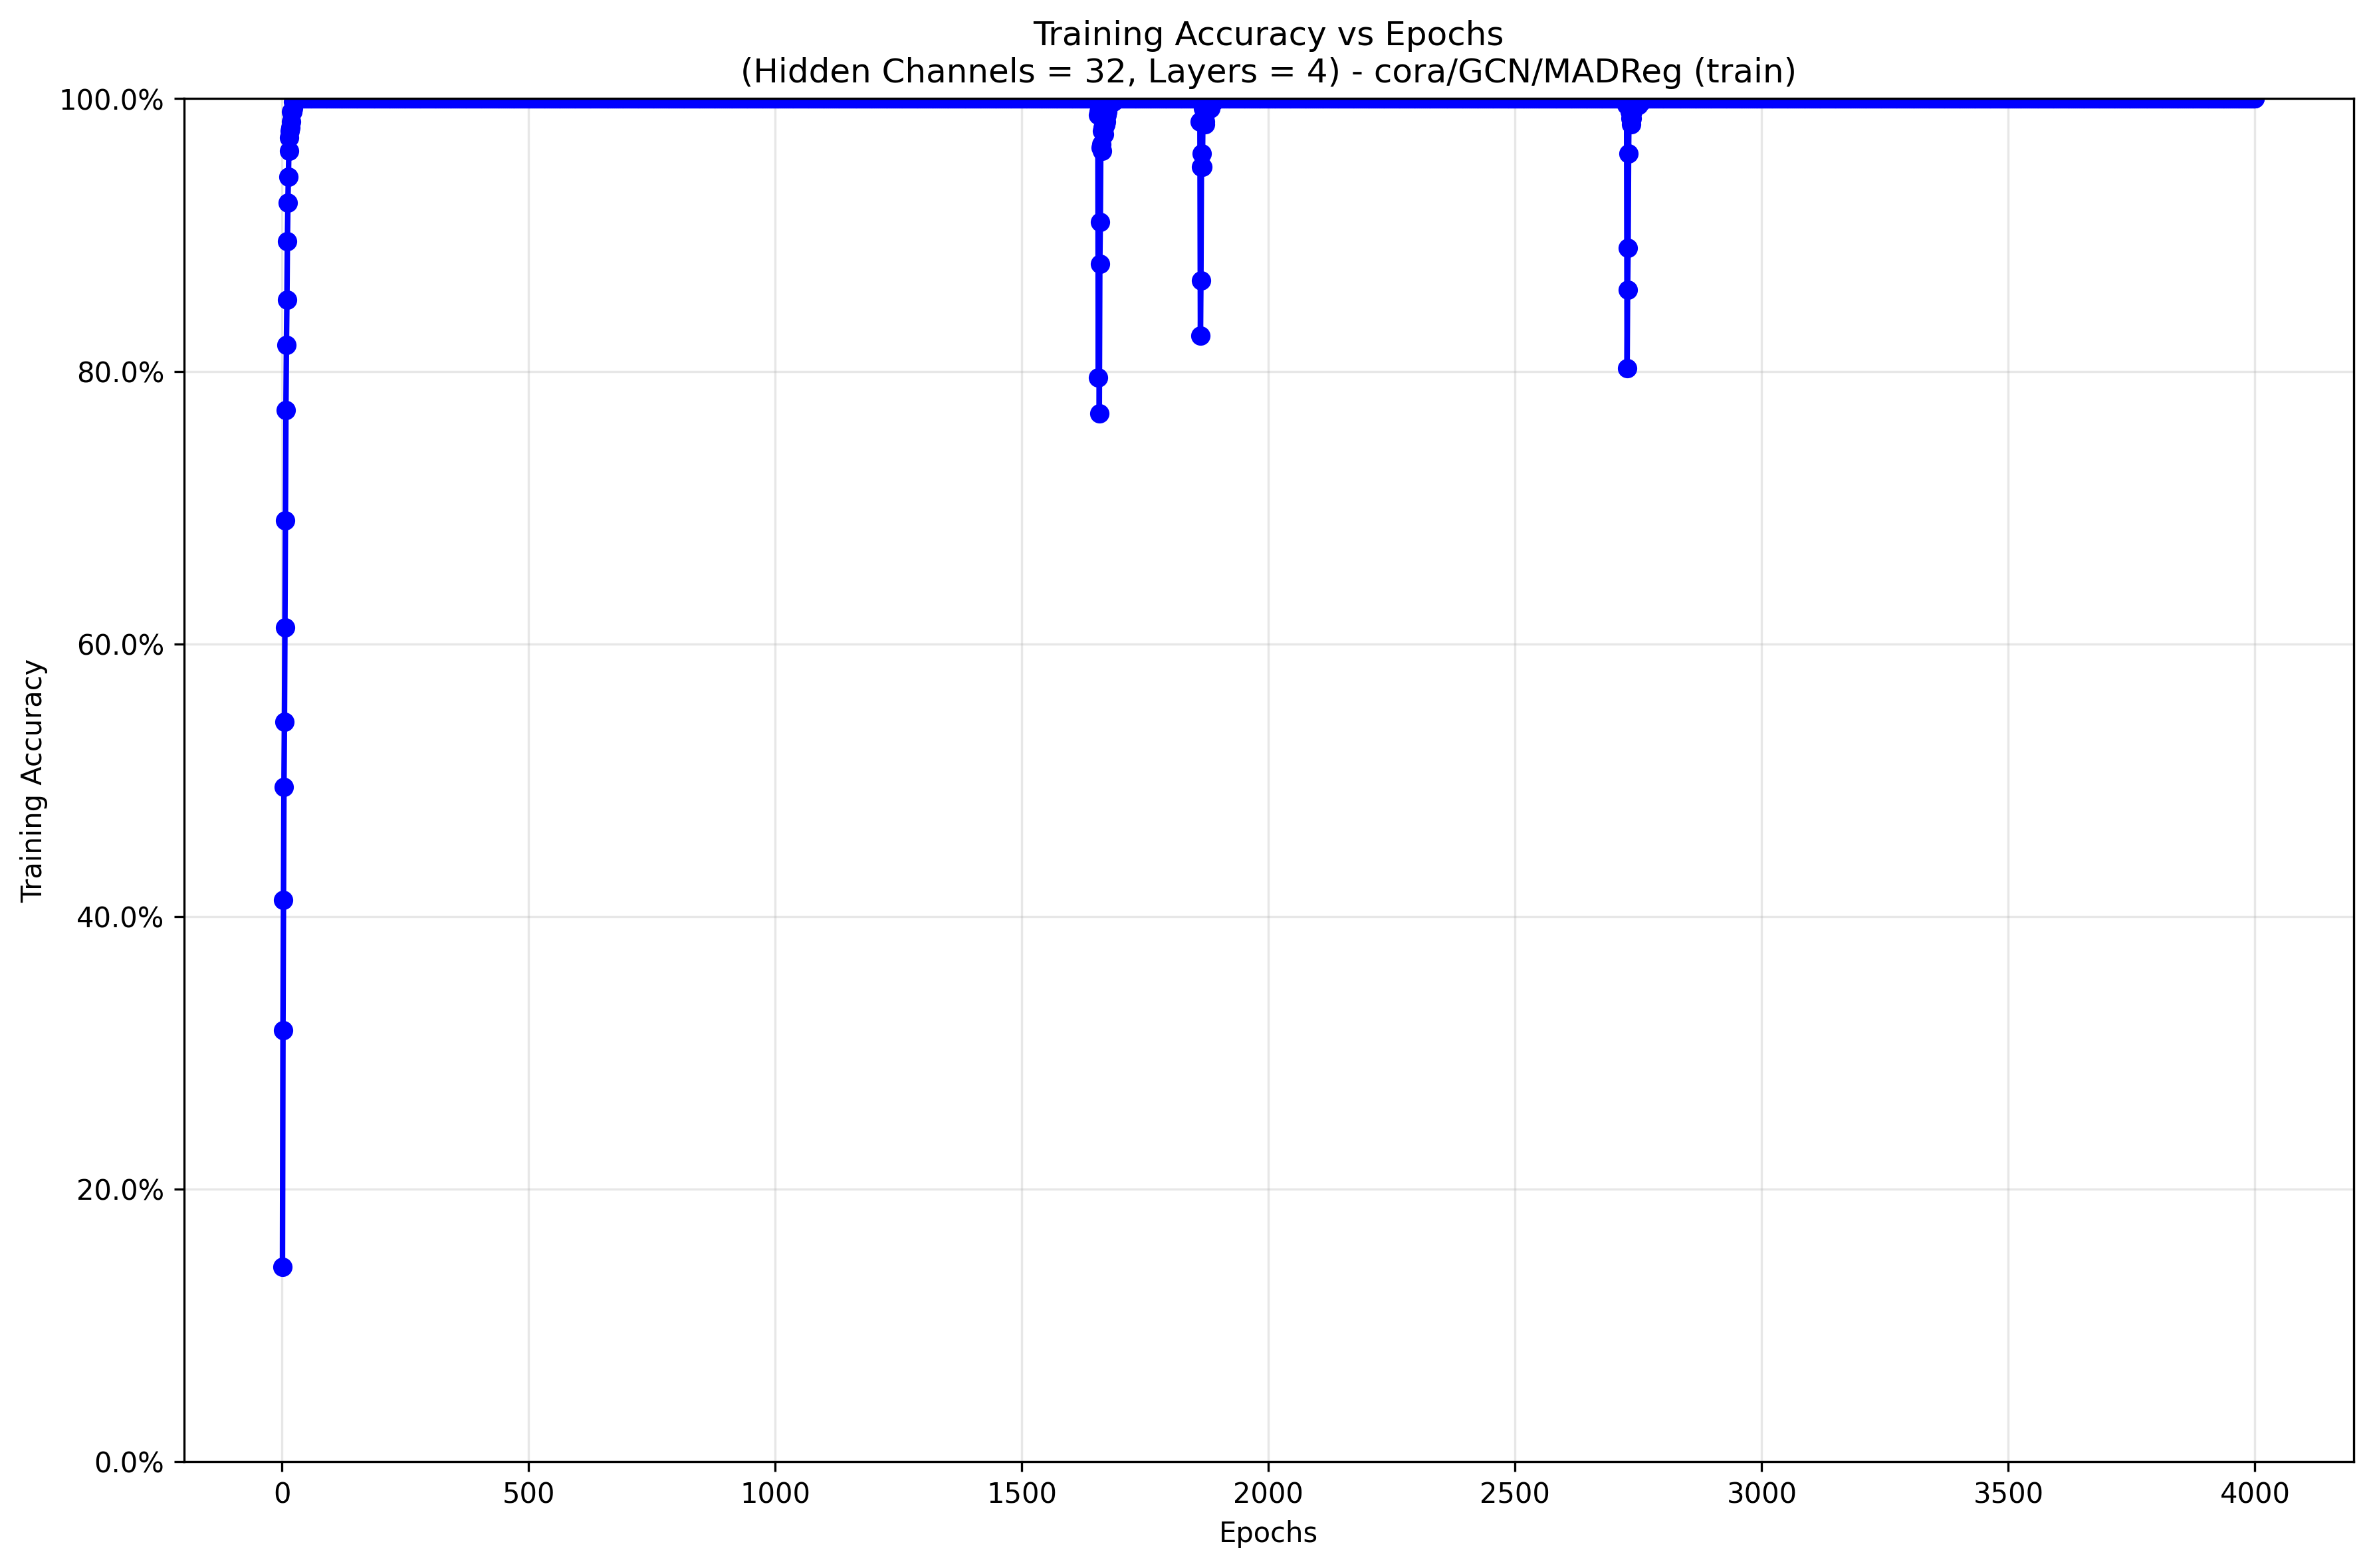 Training Accuracy vs Epochs
(Hidden Channels = 32, Layers = 4) - cora/GCN/MADReg (train)
100.0%
80.0%
60.0%
40.0%
20.0%
0.0%
Training Accuracy
0 500 1000 1500 2000 2500 3000 3500 4000
Epochs